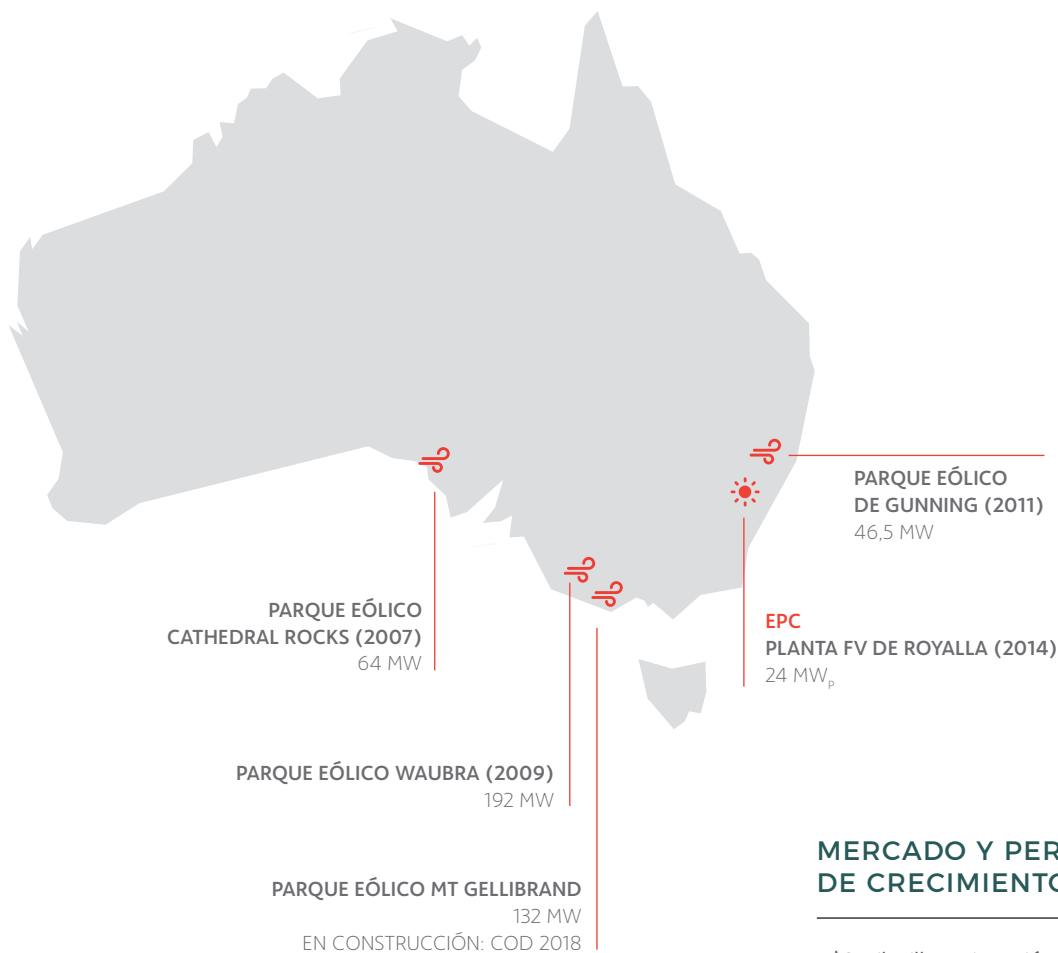 PARQUE EÓLICO
DE GUNNING (2011)
46,5 MW
PARQUE EÓLICO
CATHEDRAL ROCKS (2007)
64 MW
EPC
PLANTA FV DE ROYALLA (2014)
24 MWP
PARQUE EÓLICO WAUBRA (2009)
192 MW
PARQUE EÓLICO MT GELLIBRAND
132 MW
EN CONSTRUCCIÓN: COD 2018
MERCADO Y PER
DE CRECIMIENTO